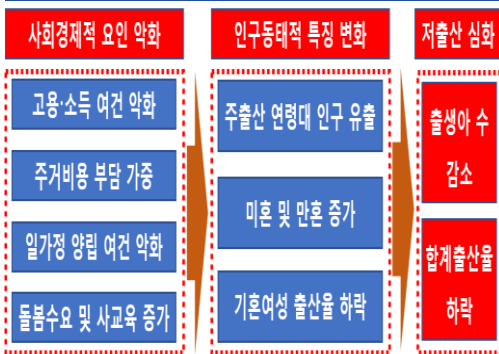 사회경제적 요인 악화
고용·소득 여건 악화
주거비용 부담 가중
일가정 양립 여건 악화
돌봄수요 및 사교육 증가
인구동태적 특징 변화
주출산 연령대 인구 유출
미혼 및 만혼 증가
기혼여성 출산율 하락
저출산 심화
출생아 수
감소
합계출산율
하락